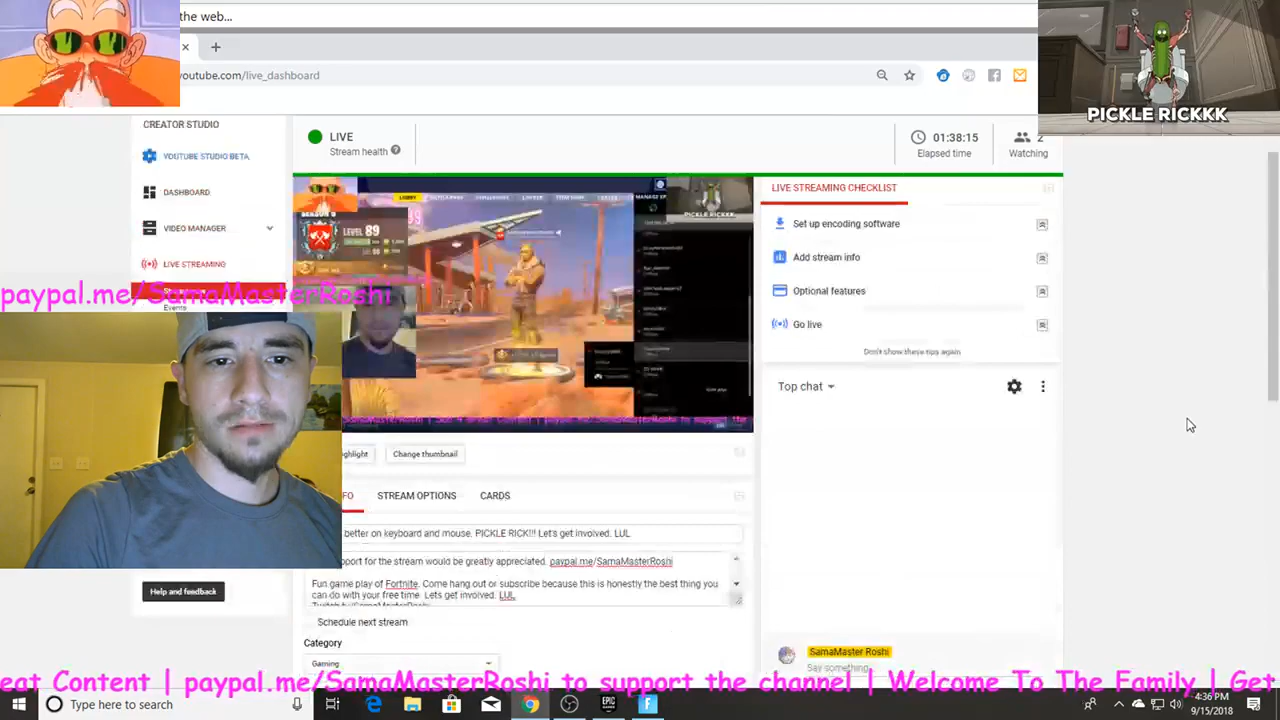 the web...
youtube.com/live_dashboard
PICKLE RICKKK
CREATOR STUDIO
YOUTUBE STUDIO BETA
DASHBOARD
VIDEO MANAGER
LIVE STREAMING
Events
paypal.me/SamaMasterRoshi
LIVE
Stream health
01:38:15
Elapsed time
2
Watching
LEVEL 89
PICKLE RICKKK
LIVE STREAMING CHECKLIST
Set up encoding software
Add stream info
Optional features
Go live
Don't show these tips again
Top chat
Change thumbnail
STREAM OPTIONS
CARDS
better on keyboard and mouse. PICKLE RICK!!! Let's get involved. LUL
support for the stream would be greatly appreciated. paypal.me/SamaMasterRoshi
Fun game play of Fortnite. Come hang out or subscribe because this is honestly the best thing you
can do with your free time. Lets get involved. LUL
Schedule next stream
Category
Gaming
Help and feedback
SamaMaster Roshi
Say something...
eat Content | paypal.me/SamaMasterRoshi to support the channel | Welcome To The Family | Get
Type here to search
4:36 PM
9/15/2018